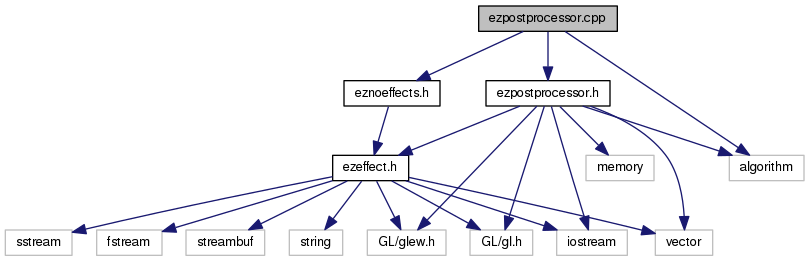 ezpostprocessor.cpp
eznoeffects.h
ezpostprocessor.h
ezeffect.h
memory
algorithm
sstream
fstream
streambuf
string
GL/glew.h
GL/gl.h
iostream
vector